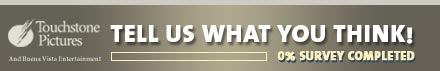 Touchstone
Pictures
And Buena Vista Entertainment
TELL US WHAT YOU THINK!
0% SURVEY COMPLETED